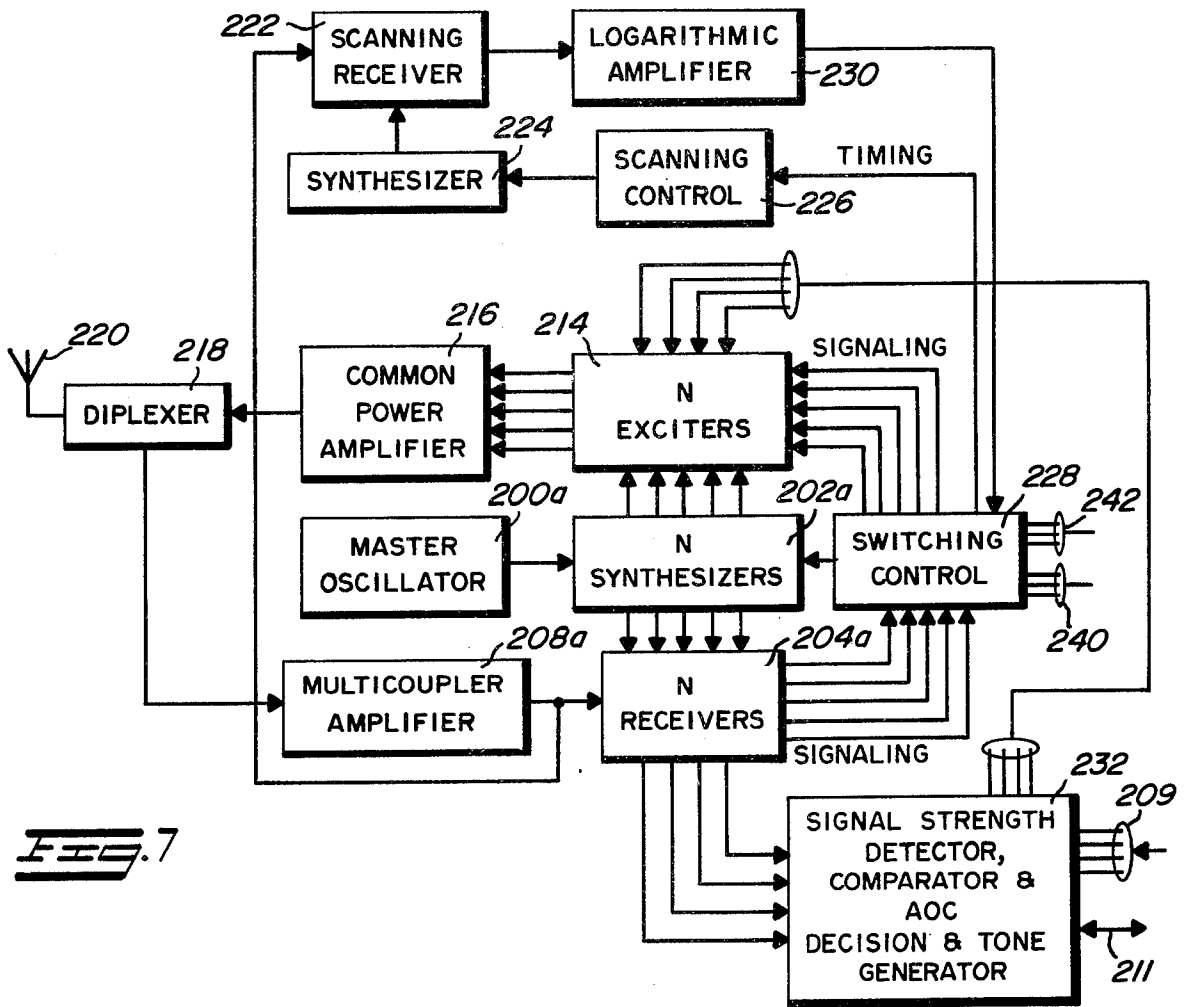 222
SCANNING
RECEIVER
LOGARITHMIC
AMPLIFIER
230
224
SYNTHESIZER
SCANNING
CONTROL
226
TIMING
220
218
DIPLEXER
216
COMMON
POWER
AMPLIFIER
214
N
EXCITERS
SIGNALING
200a
MASTER
OSCILLATOR
202a
N
SYNTHESIZERS
228
SWITCHING
CONTROL
242
240
208a
MULTICOUPLER
AMPLIFIER
204a
N
RECEIVERS
SIGNALING
232
SIGNAL STRENGTH
DETECTOR,
COMPARATOR &
AOC
DECISION & TONE
GENERATOR
209
211
Fig. 7